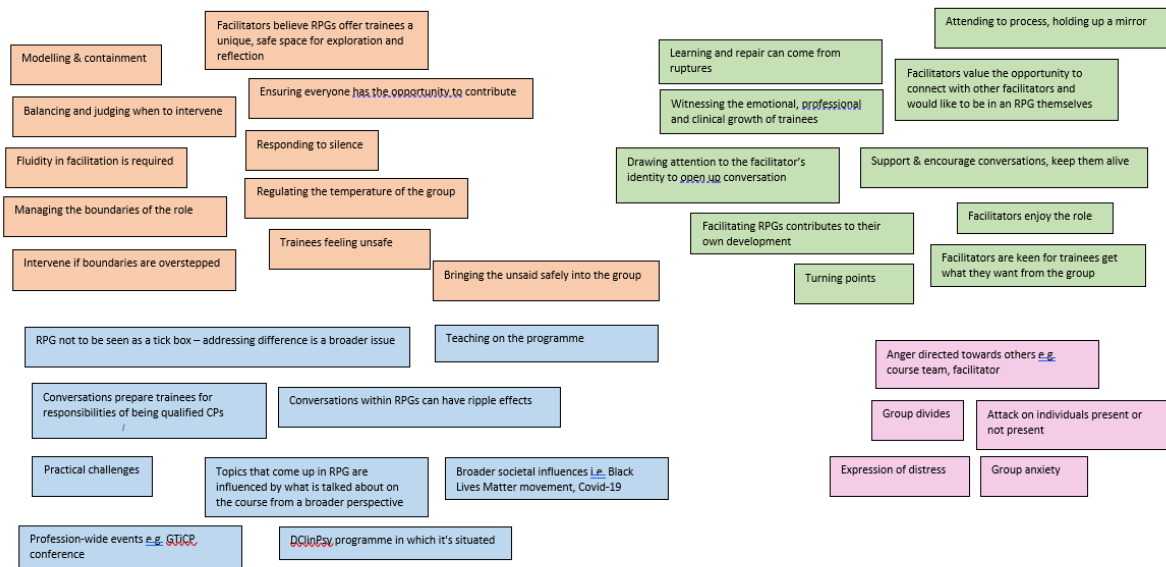 Modelling & containment
Facilitators believe RPGs offer trainees a
unique, safe space for exploration and
reflection
Balancing and judging when to intervene
Ensuring everyone has the opportunity to contribute
Fluidity in facilitation is required
Responding to silence
Managing the boundaries of the role
Regulating the temperature of the group
Intervene if boundaries are overstepped
Trainees feeling unsafe
Bringing the unsaid safely into the group
Attending to process, holding up a mirror
Learning and repair can come from
ruptures
Facilitators value the opportunity to
connect with other facilitators and
would like to be in an RPG themselves
Witnessing the emotional, professional
and clinical growth of trainees
Drawing attention to the facilitator's
identity to open up conversation
Support & encourage conversations, keep them alive
Facilitating RPGs contributes to their
own development
Facilitators enjoy the role
Turning points
Facilitators are keen for trainees get
what they want from the group
RPG not to be seen as a tick box – addressing difference is a broader issue
Teaching on the programme
Conversations prepare trainees for
responsibilities of being qualified CPs
Conversations within RPGs can have ripple effects
Practical challenges
Topics that come up in RPG are
influenced by what is talked about on
the course from a broader perspective
Broader societal influences i.e. Black
Lives Matter movement, Covid-19
Profession-wide events e.g. GTiCP
conference
DClinPsy programme in which it's situated
Anger directed towards others e.g.
course team, facilitator
Group divides
Attack on individuals present or
not present
Expression of distress
Group anxiety